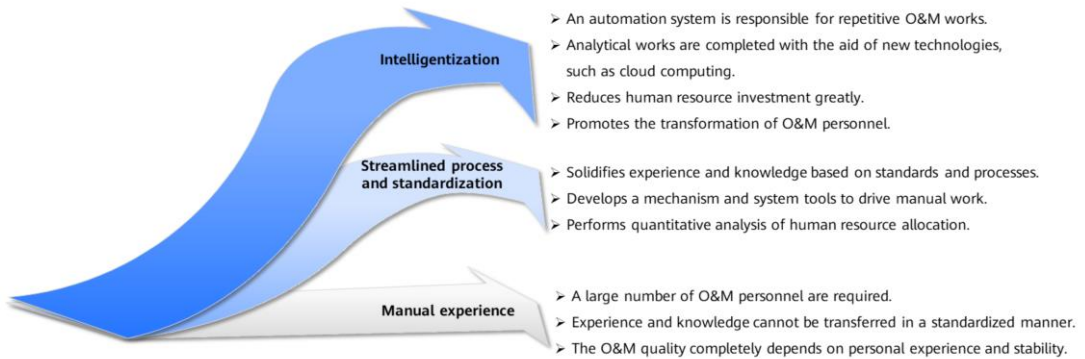 Intelligentization
➢ An automation system is responsible for repetitive O&M works.
➢ Analytical works are completed with the aid of new technologies,
such as cloud computing.
➢ Reduces human resource investment greatly.
➢ Promotes the transformation of O&M personnel.
Streamlined process
and standardization
➢ Solidifies experience and knowledge based on standards and processes.
➢ Develops a mechanism and system tools to drive manual work.
➢ Performs quantitative analysis of human resource allocation.
Manual experience
➢ A large number of O&M personnel are required.
➢ Experience and knowledge cannot be transferred in a standardized manner.
➢ The O&M quality completely depends on personal experience and stability.